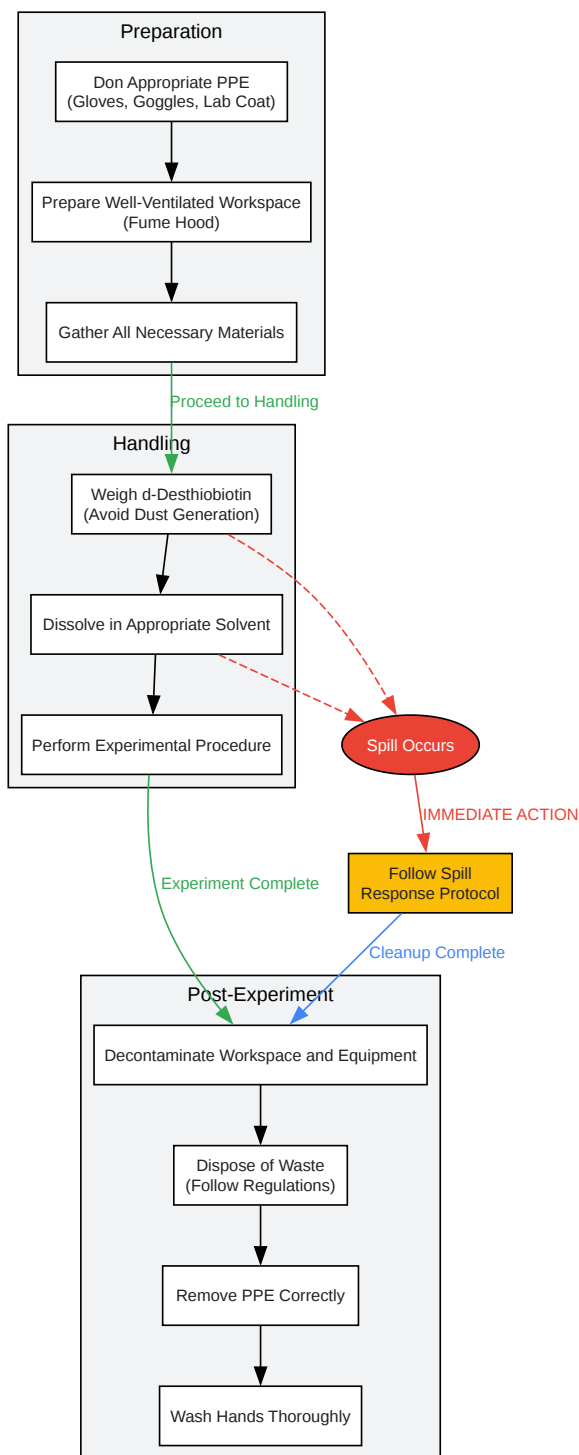 Preparation
Don Appropriate PPE
(Gloves, Goggles, Lab Coat)
Prepare Well-Ventilated Workspace
(Fume Hood)
Gather All Necessary Materials
Proceed to Handling
Handling
Weigh d-Desthiobiotin
(Avoid Dust Generation)
Dissolve in Appropriate Solvent
Perform Experimental Procedure
Spill Occurs
IMMEDIATE ACTION
Follow Spill
Response Protocol
Experiment Complete
Cleanup Complete
Post-Experiment
Decontaminate Workspace and Equipment
Dispose of Waste
(Follow Regulations)
Remove PPE Correctly
Wash Hands Thoroughly